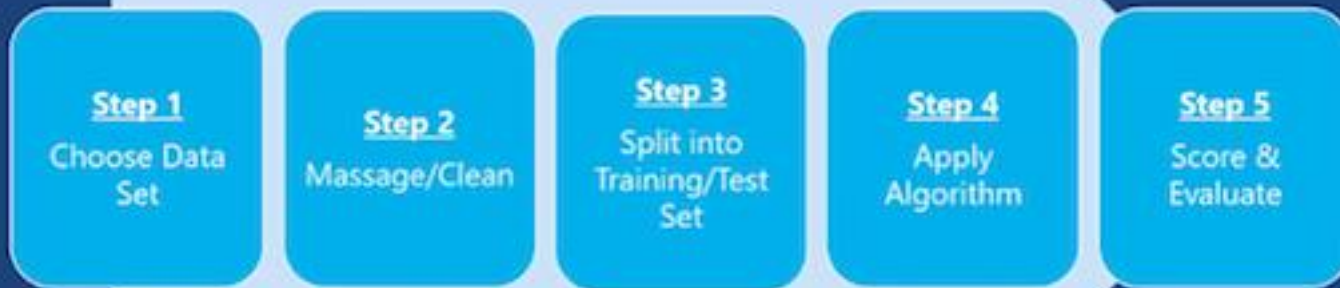 Step 1
Choose Data
Set
Step 2
Massage/Clean
Step 3
Split into
Training/Test
Set
Step 4
Apply
Algorithm
Step 5
Score &
Evaluate